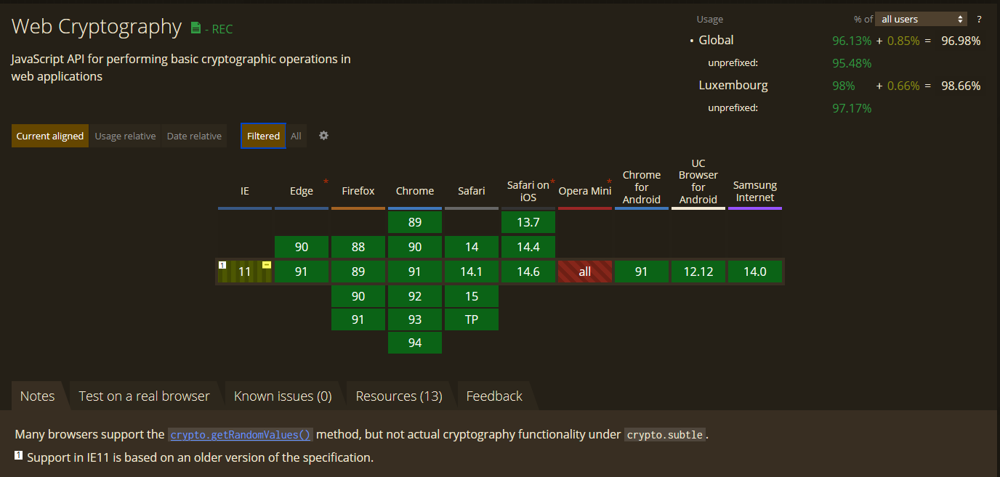 Web Cryptography - REC
JavaScript API for performing basic cryptographic operations in
web applications
Usage % of all users ?
Global 96.13% + 0.85% = 96.98%
unprefixed: 95.48%
Luxembourg 98% + 0.66% = 98.66%
unprefixed: 97.17%
Current aligned Usage relative Date relative Filtered All
IE
Edge *
Firefox
Chrome
Safari
Safari on *
iOS
Opera Mini *
Chrome
for
Android
UC
Browser
for
Android
Samsung
Internet
89 13.7
90 88 90 14 14.4
1 11 - 91 89 91 14.1 14.6 all 91 12.12 14.0
90 92 15
91 93 TP
94
Notes Test on a real browser Known issues (0) Resources (13) Feedback
Many browsers support the crypto.getRandomValues() method, but not actual cryptography functionality under crypto.subtle.
1 Support in IE11 is based on an older version of the specification.